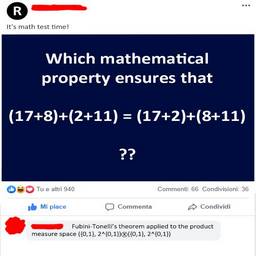 R
It's math test time!
Which mathematical
property ensures that
(17+8)+(2+11) = (17+2)+(8+11)
??
Tu e altri 940
Commenti: 66 Condivisioni: 36
Mi piace
Commenta
Condividi
Fubini-Tonelli's theorem applied to the product
measure space ({0,1}, 2^{0,1})⊗({0,1}, 2^{0,1})